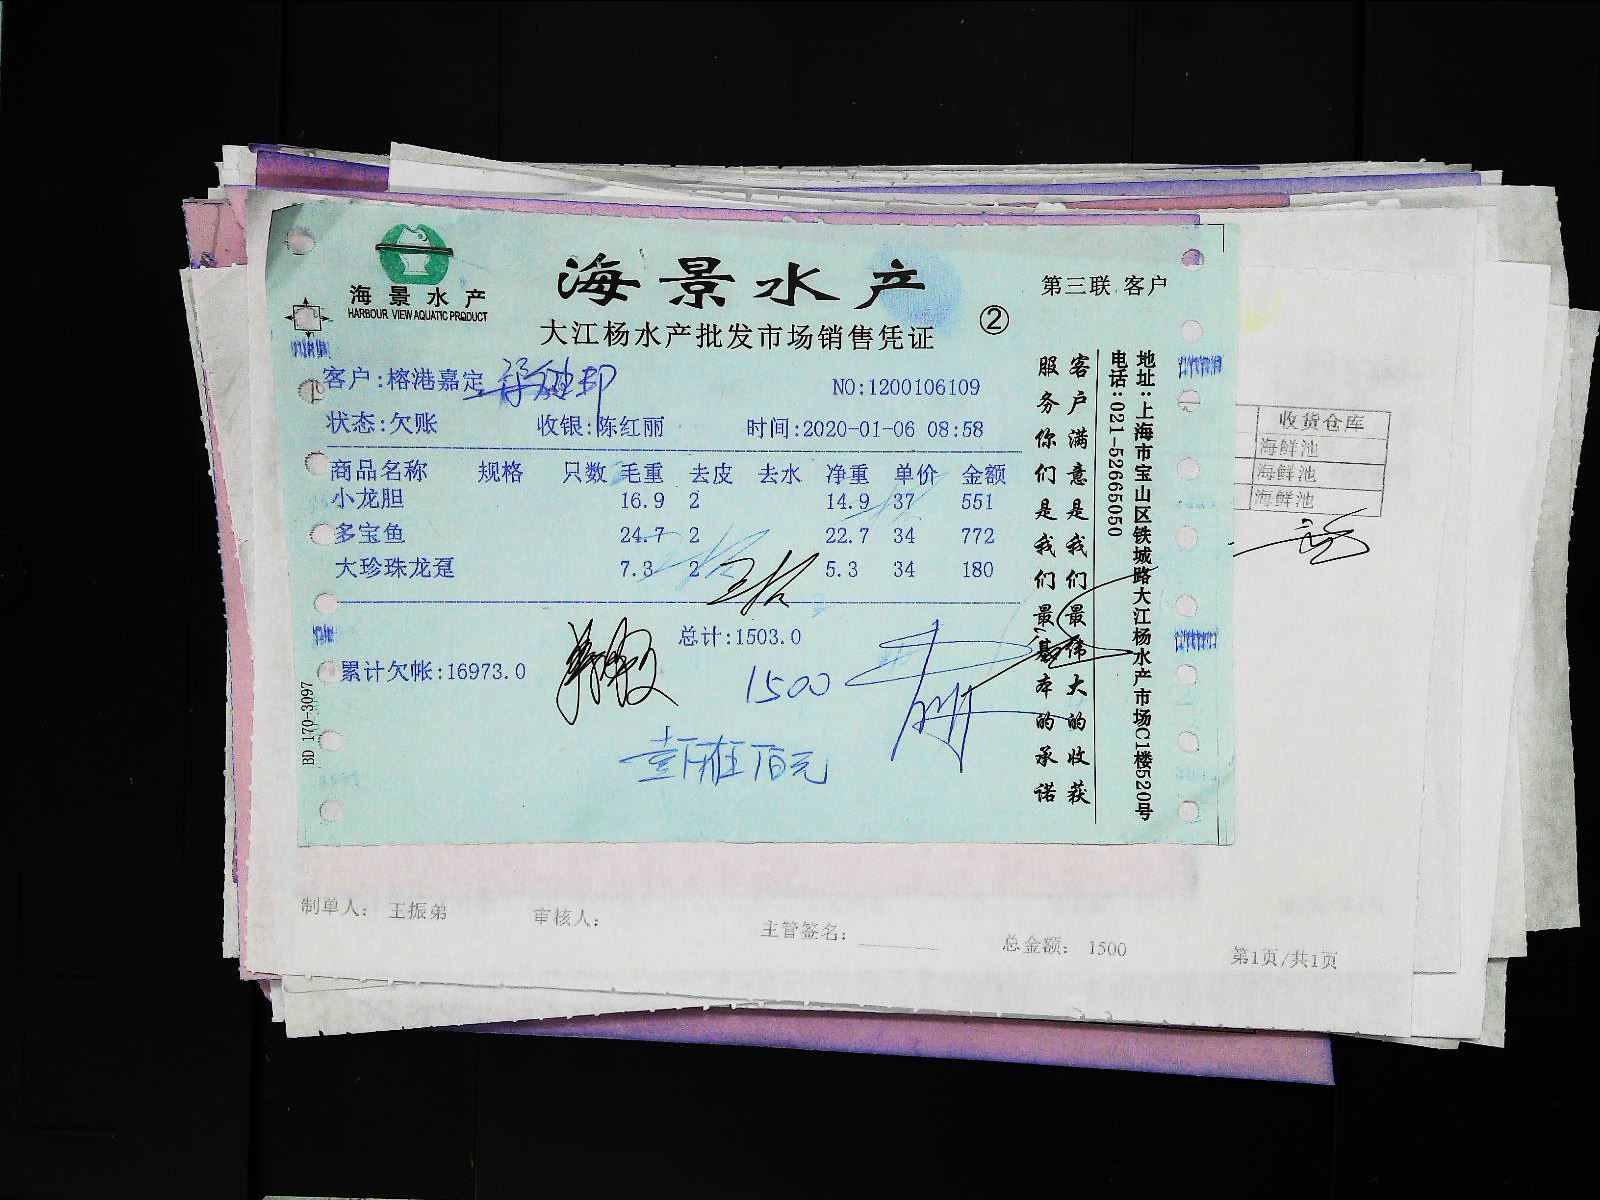 海景水产
HARBOUR VIEW AQUATIC PRODUCT
海景水产
大江杨水产批发市场销售凭证
②
第三联 客户
客户:榕港嘉定
NO:1200106109
状态:欠账 收银:陈红丽 时间:2020-01-06 08:58
商品名称 规格 只数 毛重 去皮 去水 净重 单价 金额
小龙胆 16.9 2 14.9 37 551
多宝鱼 24.7 2 22.7 34 772
大珍珠龙趸 7.3 2 5.3 34 180
总计:1503.0
累计欠帐:16973.0
1500
壹仟伍佰元
BD 170-3097
客户满意是我们最伟大的收获
服务你们是我们最基本的承诺
地址:上海市宝山区铁城路大江杨水产市场C1楼520号
电话:021-52665050
收货仓库
海鲜池
海鲜池
海鲜池
制单人: 王振弟 审核人: 主管签名: 总金额: 1500 第1页/共1页